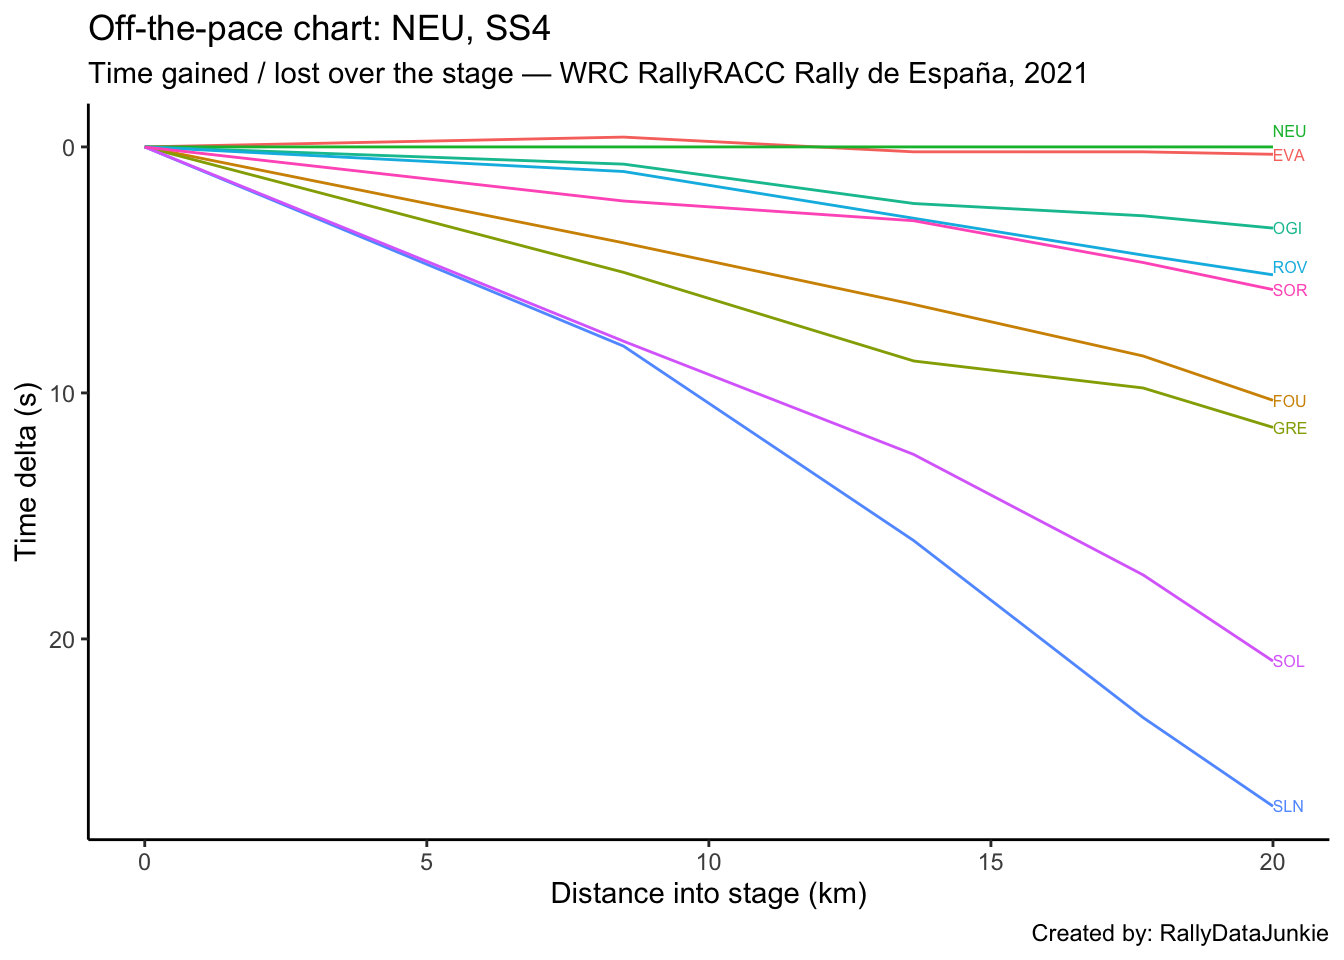 Off-the-pace chart: NEU, SS4
Time gained / lost over the stage — WRC RallyRACC Rally de España, 2021
NEU
0
EVA
OGI
ROV
SOR
10
FOU
GRE
Time delta (s)
20
SOL
SLN
0 5 10 15 20
Distance into stage (km)
Created by: RallyDataJunkie